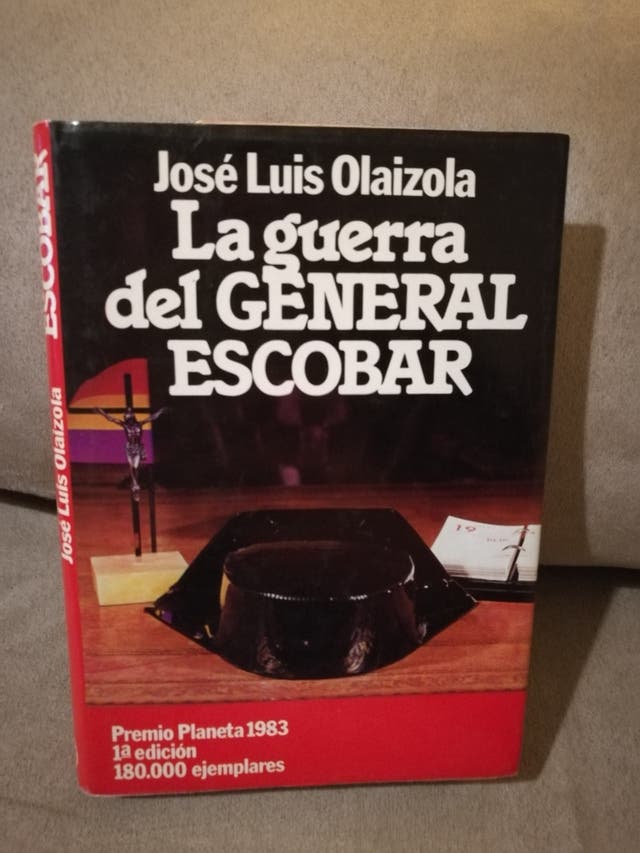 José Luis Olaizola
La guerra
del GENERAL
ESCOBAR
Premio Planeta 1983
1ª edición
180.000 ejemplares
José Luis Olaizola
ESCOBAR
19